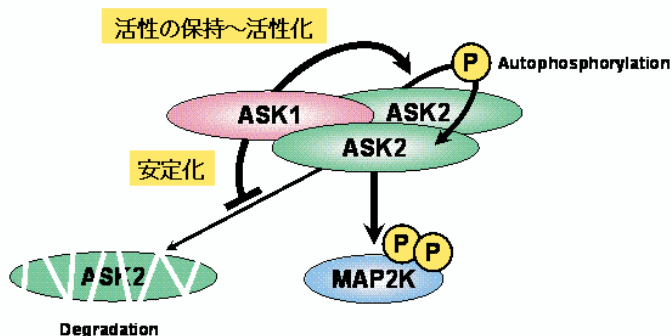 活性の保持～活性化
P
Autophosphorylation
ASK1
ASK2
ASK2
安定化
P
P
ASK2
MAP2K
Degradation